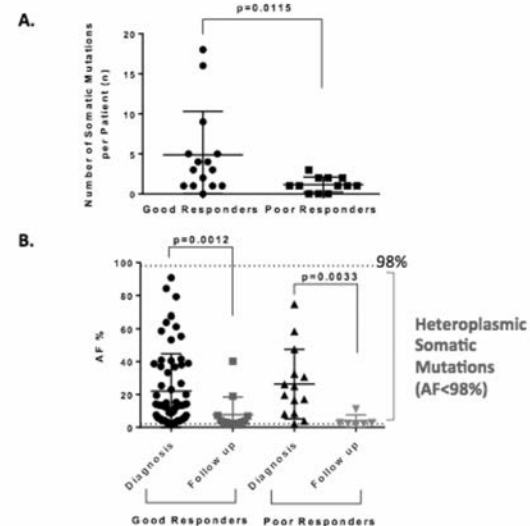 A.
p=0.0115
Number of Somatic Mutations
per Patient (n)
20
15
10
5
0
Good Responders Poor Responders
B.
p=0.0012
98%
p=0.0033
AF %
100
80
60
40
20
0
Heteroplasmic
Somatic
Mutations
(AF<98%)
Diagnosis Follow up Diagnosis Follow up
Good Responders Poor Responders